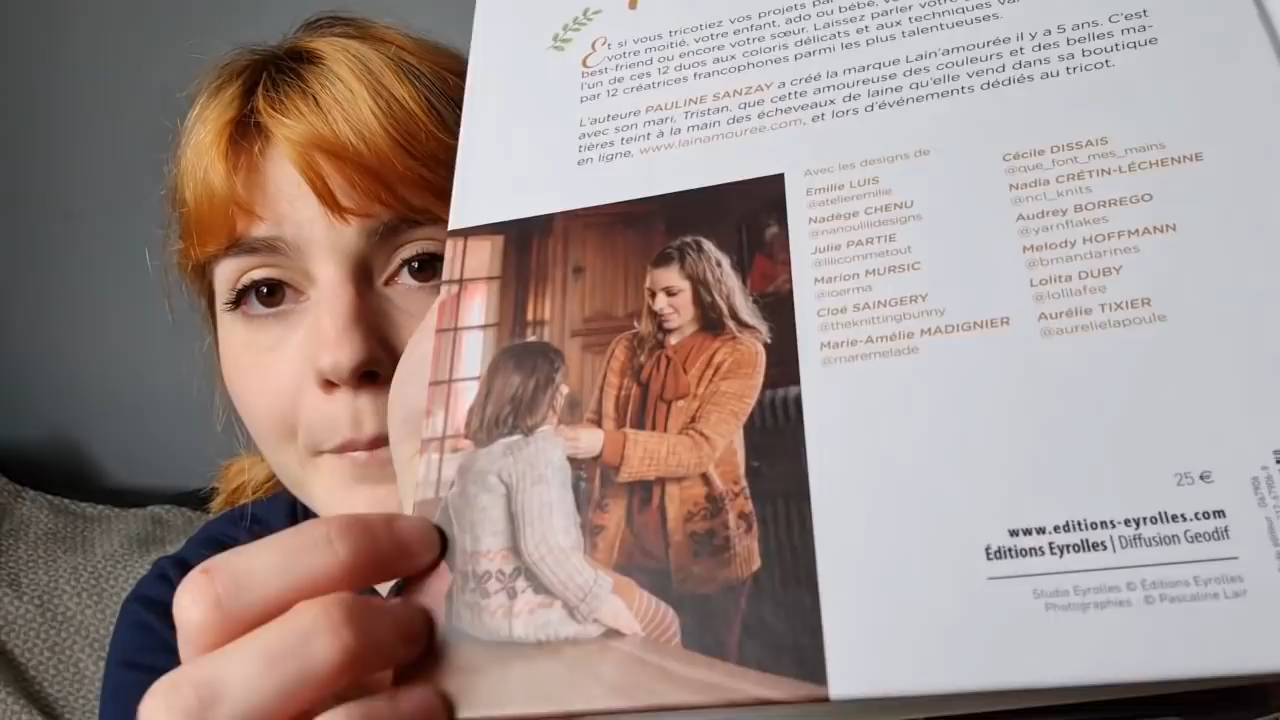 Et si vous tricotiez vos projets par
votre moitié, votre enfant, ado ou bébé,
best-friend ou encore votre sœur. Laissez parler votre
l'un de ces 12 duos aux coloris délicats et aux techniques
par 12 créatrices francophones parmi les plus talentueuses.
L'auteure PAULINE SANZAY a créé la marque Lain'amourée il y a 5 ans. C'est
avec son mari, Tristan, que cette amoureuse des couleurs et des belles ma-
tières teint à la main des écheveaux de laine qu'elle vend dans sa boutique
en ligne, www.lainamouree.com, et lors d'événements dédiés au tricot.
Avec les designs de
Emilie LUIS
@atelieremilie
Nadège CHENU
@nanoulilidesigns
Julie PARTIE
@lilicommetout
Marion MURSIC
@ioarma
Cloé SAINGERY
@theknittingbunny
Marie-Amélie MADIGNIER
@maremelade
Cécile DISSAIS
@que_font_mes_mains
Nadia CRÉTIN-LÉCHENNE
@ncl_knits
Audrey BORREGO
@yarnflakes
Melody HOFFMANN
@bmandarines
Lolita DUBY
@lolilafee
Aurélie TIXIER
@aurelielapoule
25 €
www.editions-eyrolles.com
Éditions Eyrolles | Diffusion Geodif
Studio Eyrolles © Éditions Eyrolles
Photographies : © Pascaline Lair